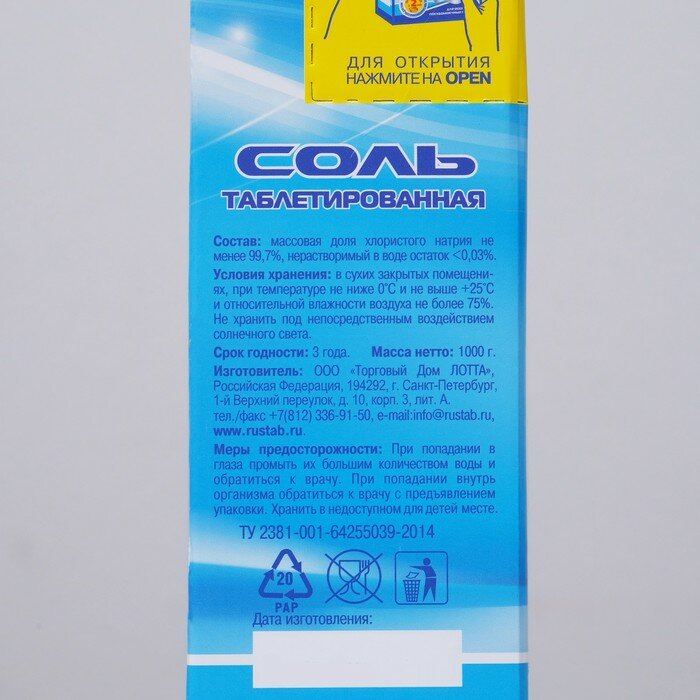 ДЛЯ ОТКРЫТИЯ
НАЖМИТЕ НА OPEN
СОЛЬ
ТАБЛЕТИРОВАННАЯ
Состав: массовая доля хлористого натрия не
менее 99,7%, нерастворимый в воде остаток <0,03%.
Условия хранения: в сухих закрытых помещени-
ях, при температуре не ниже 0°С и не выше +25°С
и относительной влажности воздуха не более 75%.
Не хранить под непосредственным воздействием
солнечного света.
Срок годности: 3 года. Масса нетто: 1000 г.
Изготовитель: ООО «Торговый Дом ЛОТТА»,
Российская Федерация, 194292, г. Санкт-Петербург,
1-й Верхний переулок, д. 10, корп. 3, лит. А.
тел./факс +7(812) 336-91-50, e-mail:info@rustab.ru,
www.rustab.ru.
Меры предосторожности: При попадании в
глаза промыть их большим количеством воды и
обратиться к врачу. При попадании внутрь
организма обратиться к врачу с предъявлением
упаковки. Хранить в недоступном для детей месте.
ТУ 2381-001-64255039-2014
20
PAP
Дата изготовления: